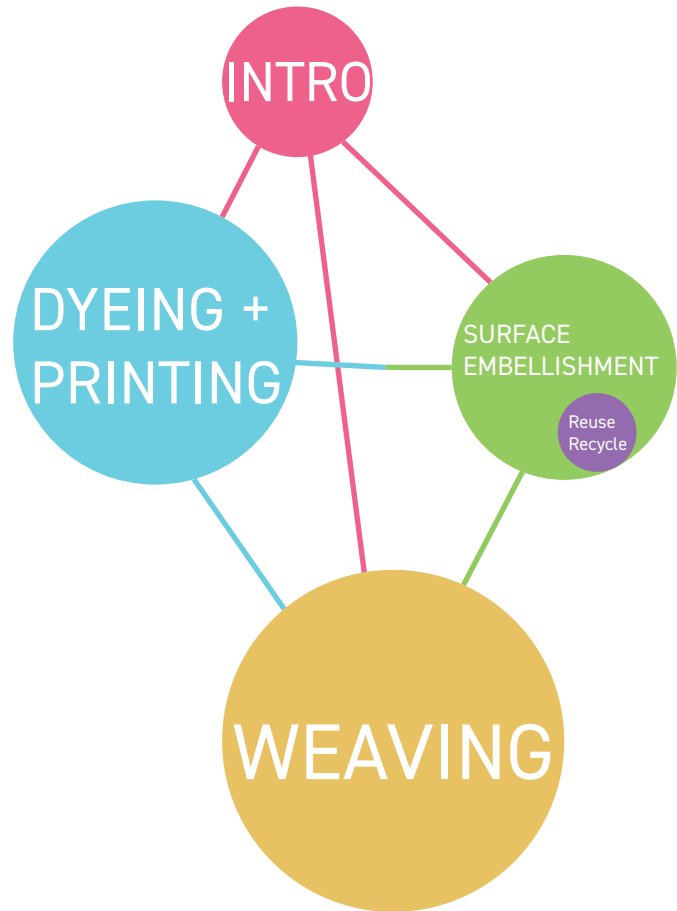 INTRO
DYEING +
PRINTING
SURFACE
EMBELLISHMENT
Reuse
Recycle
WEAVING